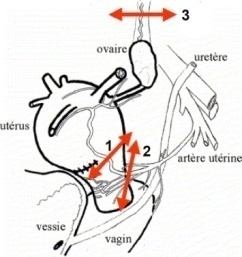 3
ovaire
uretère
utérus
1
2
artère utérine
vessie
vagin